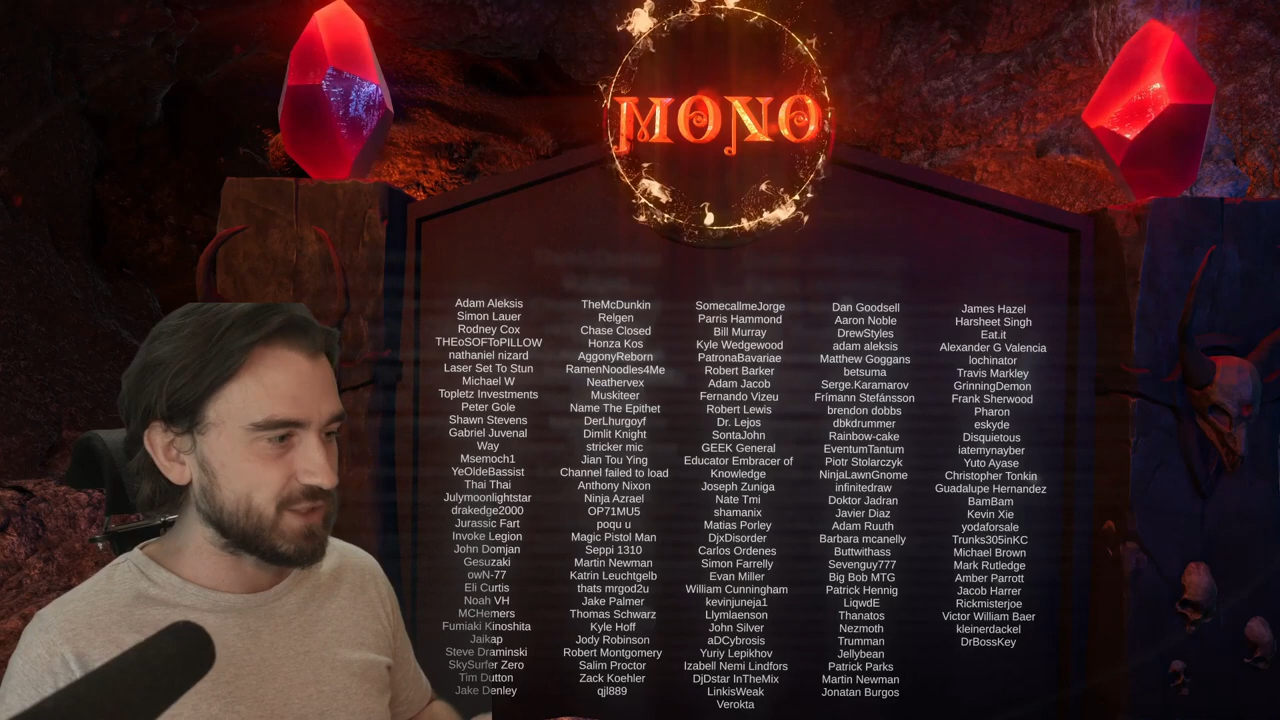 MONO
Adam Aleksis
Simon Lauer
Rodney Cox
THEoSOFToPILLOW
nathaniel nizard
Laser Set To Stun
Michael W
Topletz Investments
Peter Gole
Shawn Stevens
Gabriel Juvenal
Way
Msemoch1
YeOldeBassist
Thai Thai
Julymoonlightstar
drakedge2000
Jurassic Fart
Invoke Legion
John Domjan
Gesuzaki
owN-77
Eli Curtis
Noah VH
MCHemers
Fumiaki Kinoshita
Jaikap
Steve Draminski
SkySurfer Zero
Tim Dutton
Jake Denley
TheMcDunkin
Relgen
Chase Closed
Honza Kos
AggonyReborn
RamenNoodles4Me
Neathervex
Muskiteer
Name The Epithet
DerLhurgoyf
Dimlit Knight
stricker mic
Jian Tou Ying
Channel failed to load
Anthony Nixon
Ninja Azrael
OP71MU5
poqu u
Magic Pistol Man
Seppi 1310
Martin Newman
Katrin Leuchtgelb
thats mrgod2u
Jake Palmer
Thomas Schwarz
Kyle Hoff
Jody Robinson
Robert Montgomery
Salim Proctor
Zack Koehler
qjl889
SomecallmeJorge
Parris Hammond
Bill Murray
Kyle Wedgewood
PatronaBavariae
Robert Barker
Adam Jacob
Fernando Vizeu
Robert Lewis
Dr. Lejos
SontaJohn
GEEK General
Educator Embracer of
Knowledge
Joseph Zuniga
Nate Tmi
shamanix
Matias Porley
DjxDisorder
Carlos Ordenes
Simon Farrelly
Evan Miller
William Cunningham
kevinjuneja1
Llymlaenson
John Silver
aDCybrosis
Yuriy Lepikhov
Izabell Nemi Lindfors
DjDstar InTheMix
LinkisWeak
Verokta
Dan Goodsell
Aaron Noble
DrewStyles
adam aleksis
Matthew Goggans
betsuma
Serge.Karamarov
Frímann Stefánsson
brendon dobbs
dbkdrummer
Rainbow-cake
EventumTantum
Piotr Stolarczyk
NinjaLawnGnome
infinitedraw
Doktor Jadran
Javier Diaz
Adam Ruuth
Barbara mcanelly
Buttwithass
Sevenguy777
Big Bob MTG
Patrick Hennig
LiqwdE
Thanatos
Nezmoth
Trumman
Jellybean
Patrick Parks
Martin Newman
Jonatan Burgos
James Hazel
Harsheet Singh
Eat.it
Alexander G Valencia
lochinator
Travis Markley
GrinningDemon
Frank Sherwood
Pharon
eskyde
Disquietous
iatemynayber
Yuto Ayase
Christopher Tonkin
Guadalupe Hernandez
BamBam
Kevin Xie
yodaforsale
Trunks305inKC
Michael Brown
Mark Rutledge
Amber Parrott
Jacob Harrer
Rickmisterjoe
Victor William Baer
kleinerdackel
DrBossKey